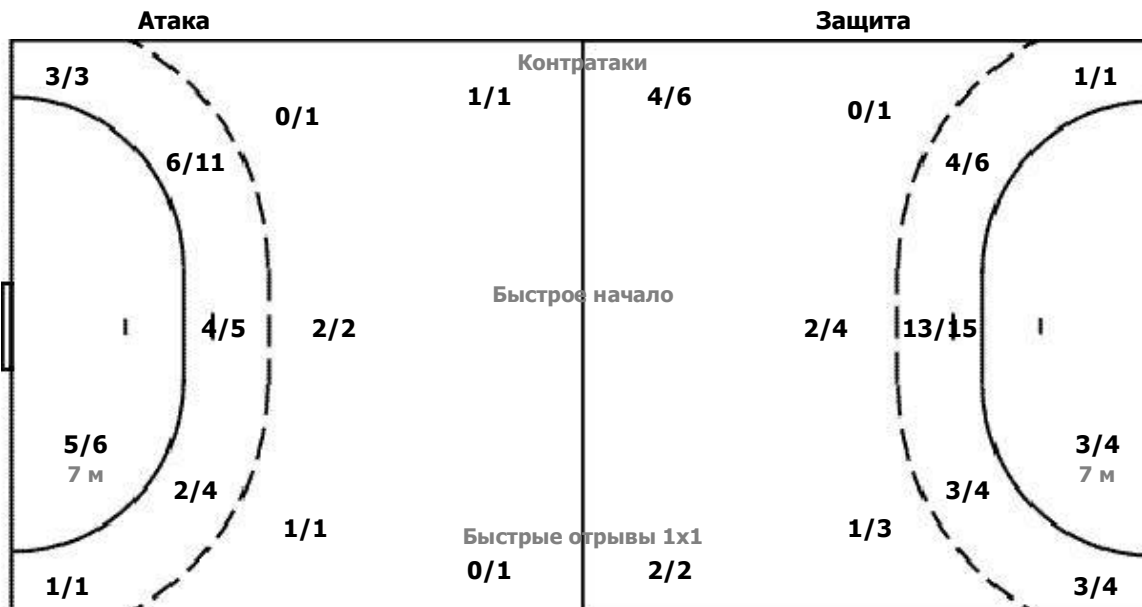 Атака Защита
Контратаки
3/3 1/1 4/6 1/1
0/1 0/1
6/11 4/6
Быстрое начало
4/5 2/2 2/4 13/15
5/6 3/4
7 м 7 м
2/4 3/4
1/1 Быстрые отрывы 1х1 1/3
0/1 2/2
1/1 3/4